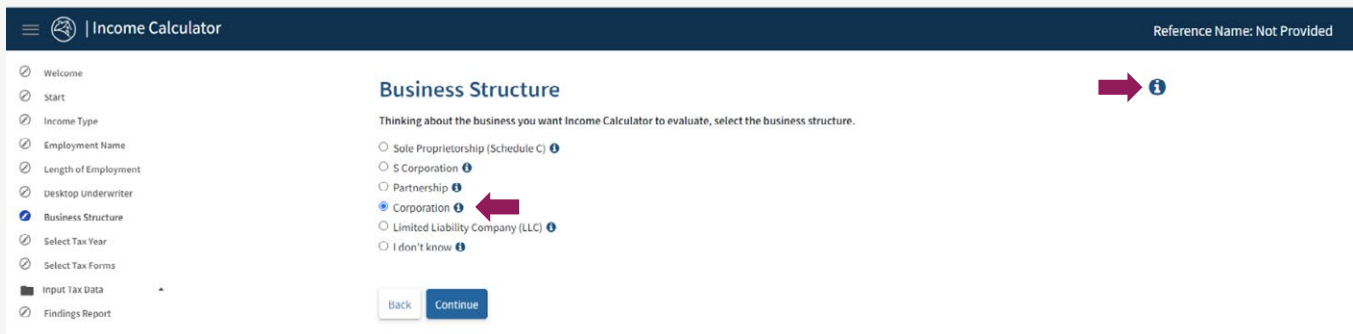 | Income Calculator
Reference Name: Not Provided
Welcome
Start
Income Type
Employment Name
Length of Employment
Desktop Underwriter
Business Structure
Select Tax Year
Select Tax Forms
Input Tax Data
Findings Report
Business Structure
Thinking about the business you want Income Calculator to evaluate, select the business structure.
Sole Proprietorship (Schedule C)
S Corporation
Partnership
Corporation
Limited Liability Company (LLC)
I don't know
Back
Continue